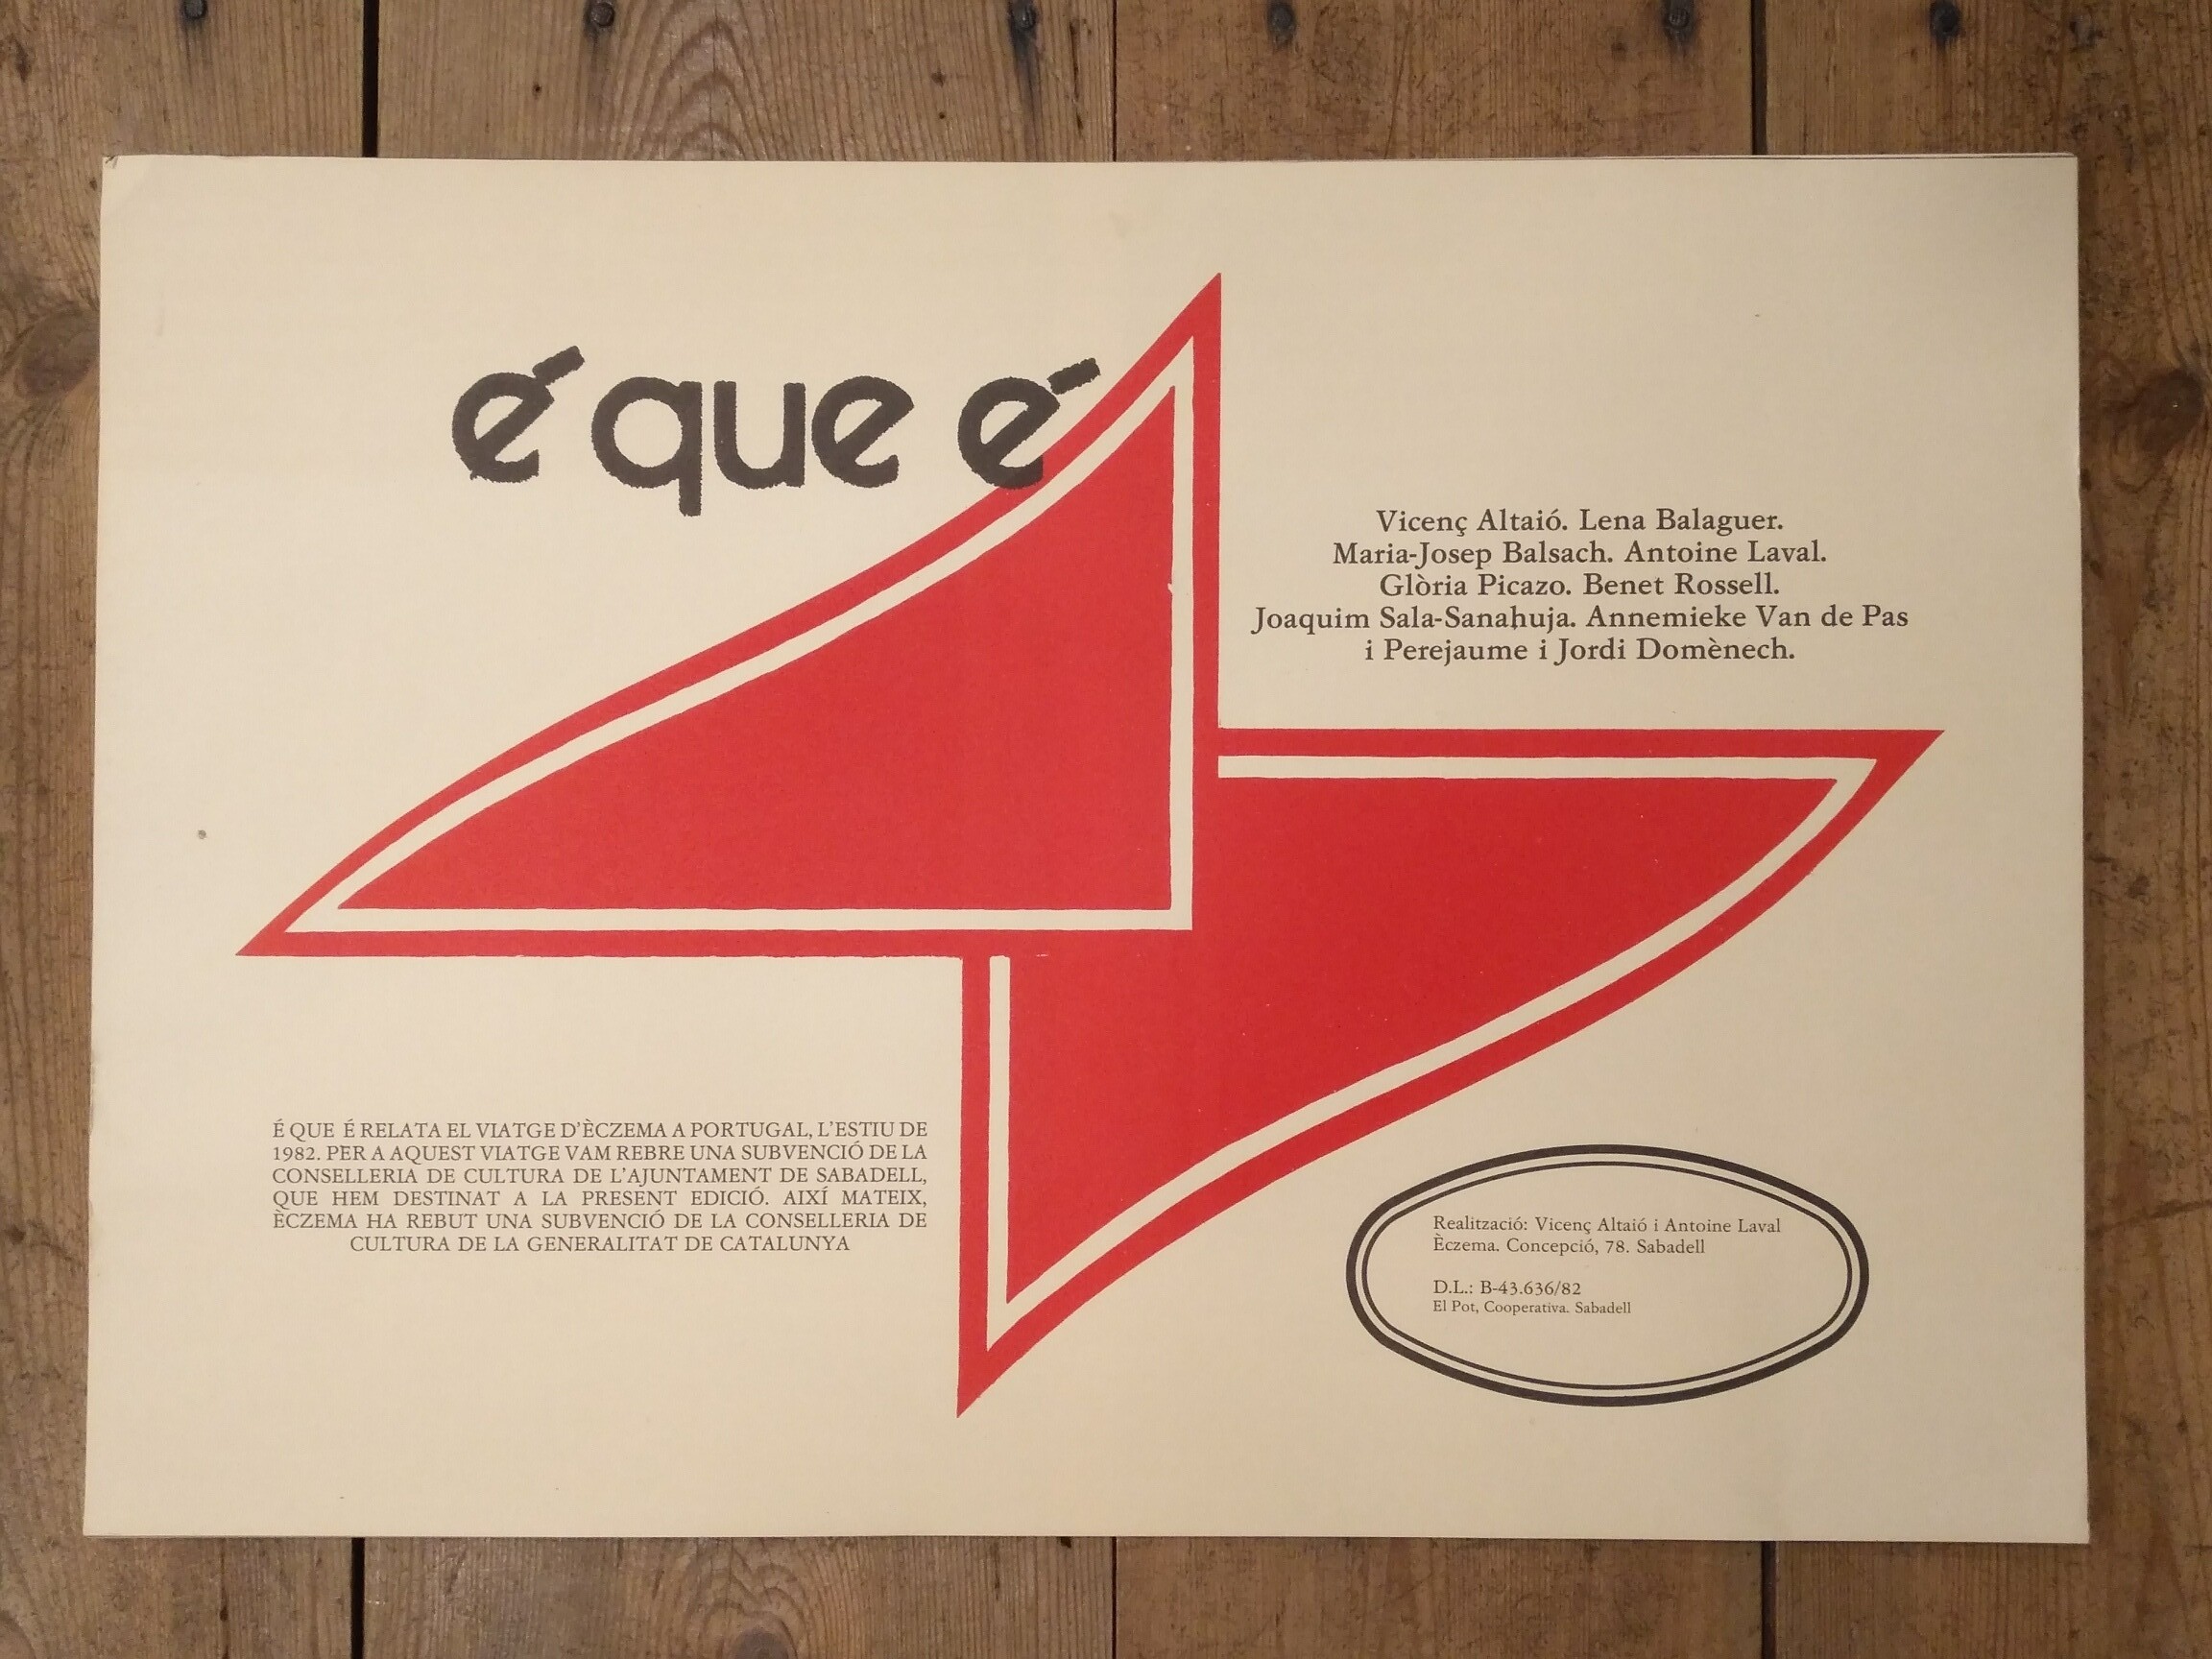 é que é
Vicenç Altaió. Lena Balaguer.
Maria-Josep Balsach. Antoine Laval.
Glòria Picazo. Benet Rossell.
Joaquim Sala-Sanahuja. Annemieke Van de Pas
i Perejaume i Jordi Domènech.
É QUE É RELATA EL VIATGE D'ÈCZEMA A PORTUGAL, L'ESTIU DE
1982. PER A AQUEST VIATGE VAM REBRE UNA SUBVENCIÓ DE LA
CONSELLERIA DE CULTURA DE L'AJUNTAMENT DE SABADELL,
QUE HEM DESTINAT A LA PRESENT EDICIÓ. AIXÍ MATEIX,
ÈCZEMA HA REBUT UNA SUBVENCIÓ DE LA CONSELLERIA DE
CULTURA DE LA GENERALITAT DE CATALUNYA
Realització: Vicenç Altaió i Antoine Laval
Èczema. Concepció, 78. Sabadell
D.L.: B-43.636/82
El Pot, Cooperativa. Sabadell